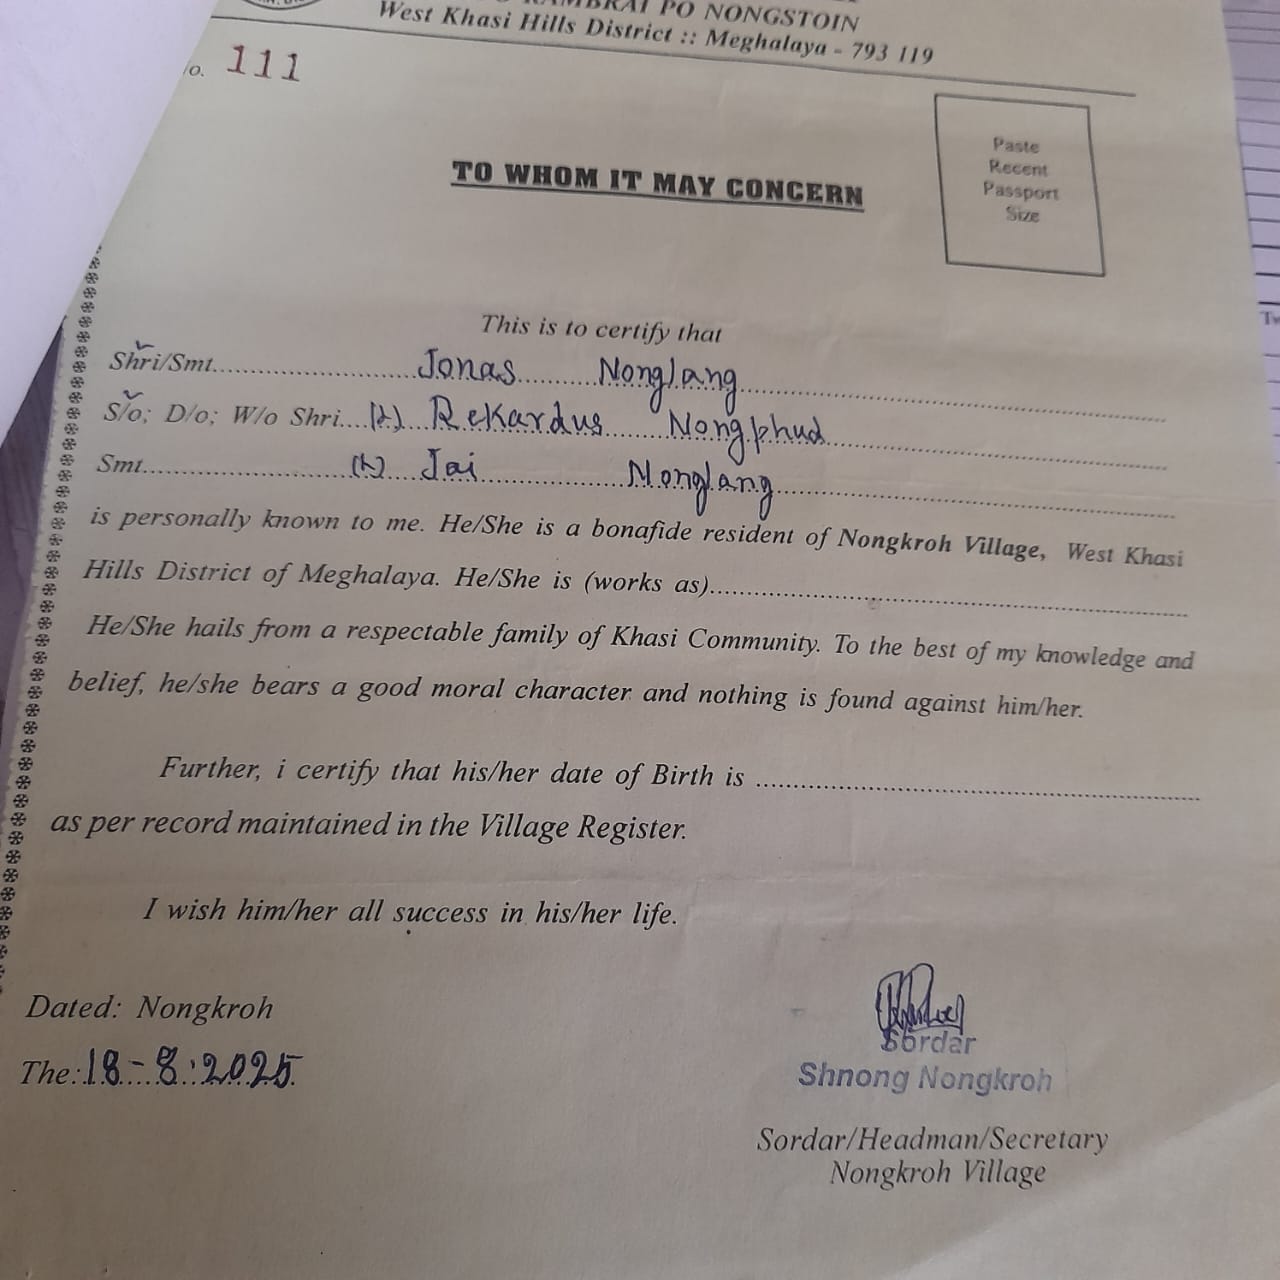 PO NONGSTOIN
West Khasi Hills District :: Meghalaya - 793 119
o. 111
Paste
Recent
Passport
Size
TO WHOM IT MAY CONCERN
This is to certify that
Shri/Smt. Jonas Nonglang
S/o; D/o; W/o Shri (L) Rekardus Nongphud
Smt. (L) Jai Nonglang
is personally known to me. He/She is a bonafide resident of Nongkroh Village, West Khasi
Hills District of Meghalaya. He/She is (works as)
He/She hails from a respectable family of Khasi Community. To the best of my knowledge and
belief, he/she bears a good moral character and nothing is found against him/her.
Further, i certify that his/her date of Birth is
as per record maintained in the Village Register.
I wish him/her all success in his/her life.
Dated: Nongkroh
The: 18-8.2025
Sordar
Shnong Nongkroh
Sordar/Headman/Secretary
Nongkroh Village